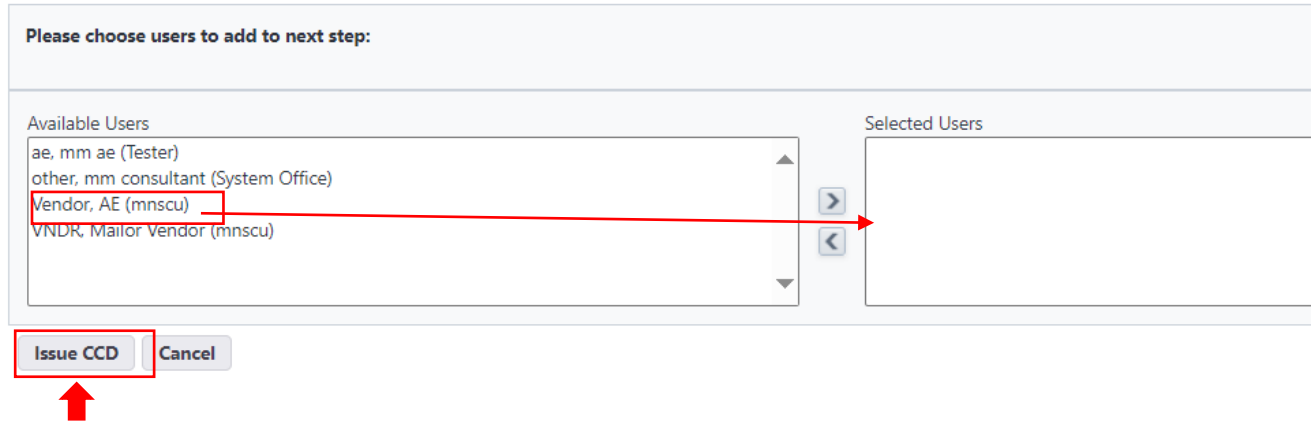 Please choose users to add to next step:
Available Users
Selected Users
ae, mm ae (Tester)
other, mm consultant (System Office)
Vendor, AE (mnscu)
VNDR, Mailor Vendor (mnscu)
Issue CCD
Cancel